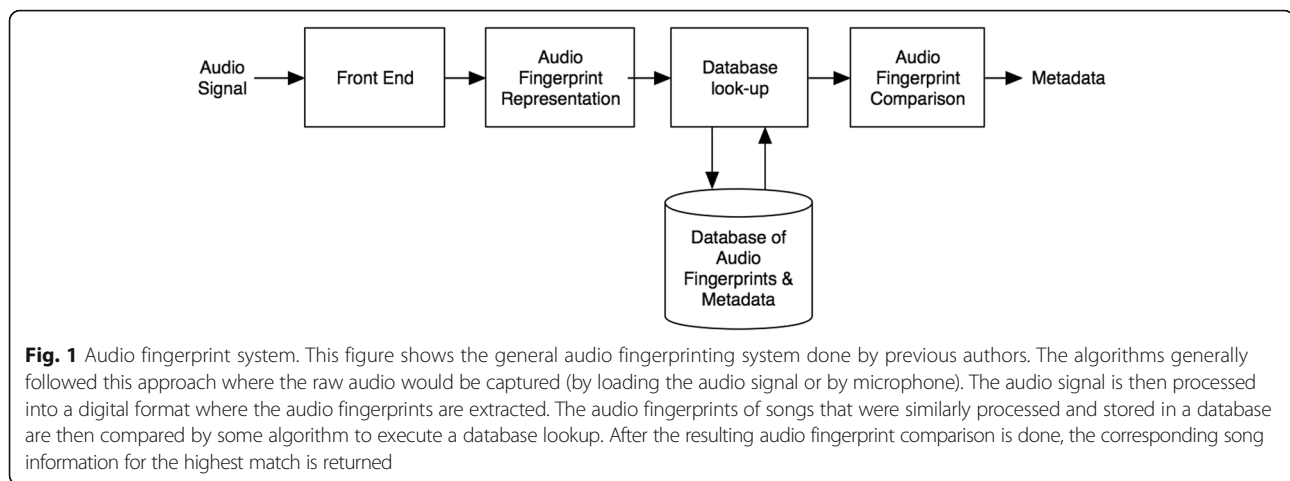 Audio
Signal
Front End
Audio
Fingerprint
Representation
Database
look-up
Audio
Fingerprint
Comparison
Metadata
Database of
Audio
Fingerprints &
Metadata
Fig. 1 Audio fingerprint system. This figure shows the general audio fingerprinting system done by previous authors. The algorithms generally
followed this approach where the raw audio would be captured (by loading the audio signal or by microphone). The audio signal is then processed
into a digital format where the audio fingerprints are extracted. The audio fingerprints of songs that were similarly processed and stored in a database
are then compared by some algorithm to execute a database lookup. After the resulting audio fingerprint comparison is done, the corresponding song
information for the highest match is returned